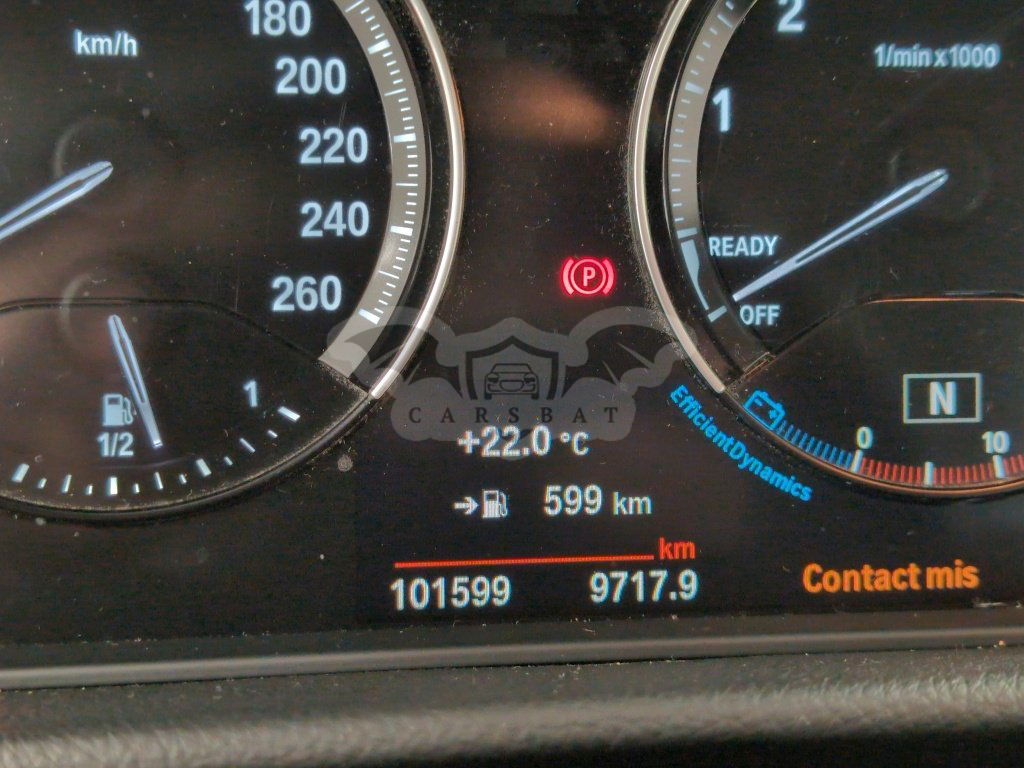 km/h
180
200
220
240
260
1/2
1
2
1
1/min x 1000
READY
OFF
P
CARSBAT
+22.0 °C
599 km
km
101599 9717.9
EfficientDynamics
N
0 10
Contact mis